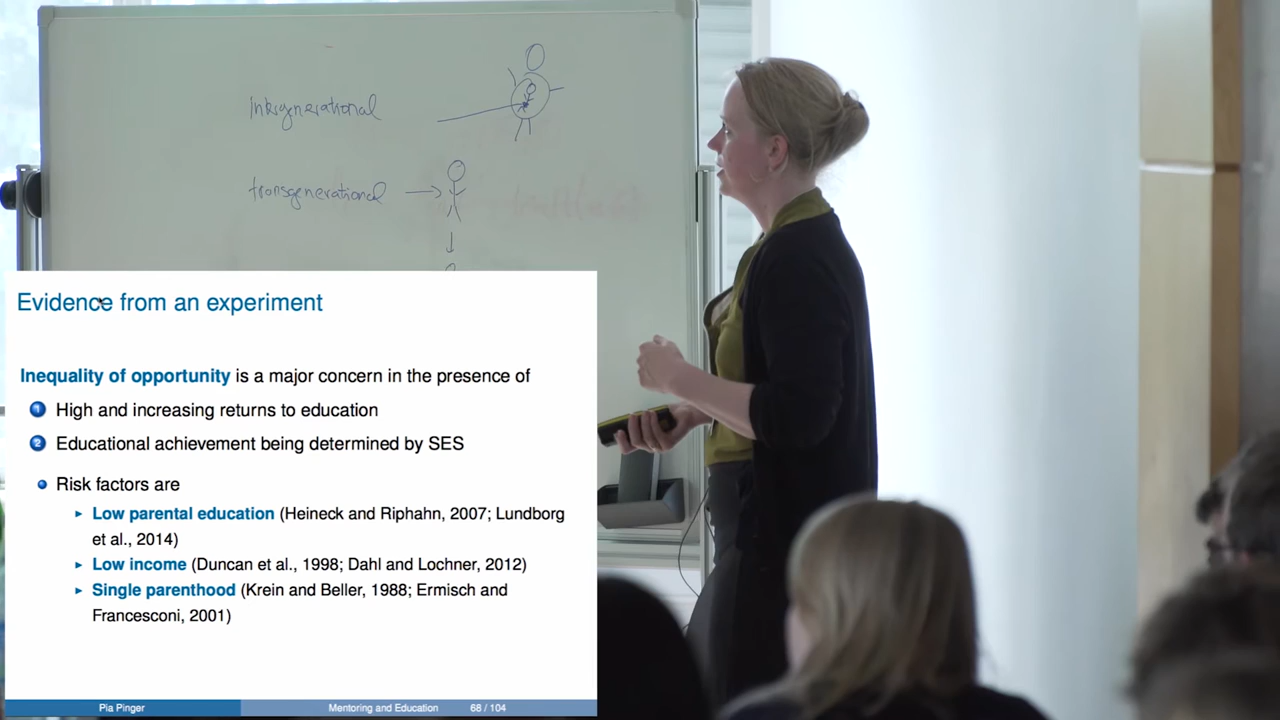 Intergenerational
transgenerational
Evidence from an experiment
Inequality of opportunity is a major concern in the presence of
1 High and increasing returns to education
2 Educational achievement being determined by SES
Risk factors are
Low parental education (Heineck and Riphahn, 2007; Lundborg
et al., 2014)
Low income (Duncan et al., 1998; Dahl and Lochner, 2012)
Single parenthood (Krein and Beller, 1988; Ermisch and
Francesconi, 2001)
Pia Pinger Mentoring and Education 68 / 104